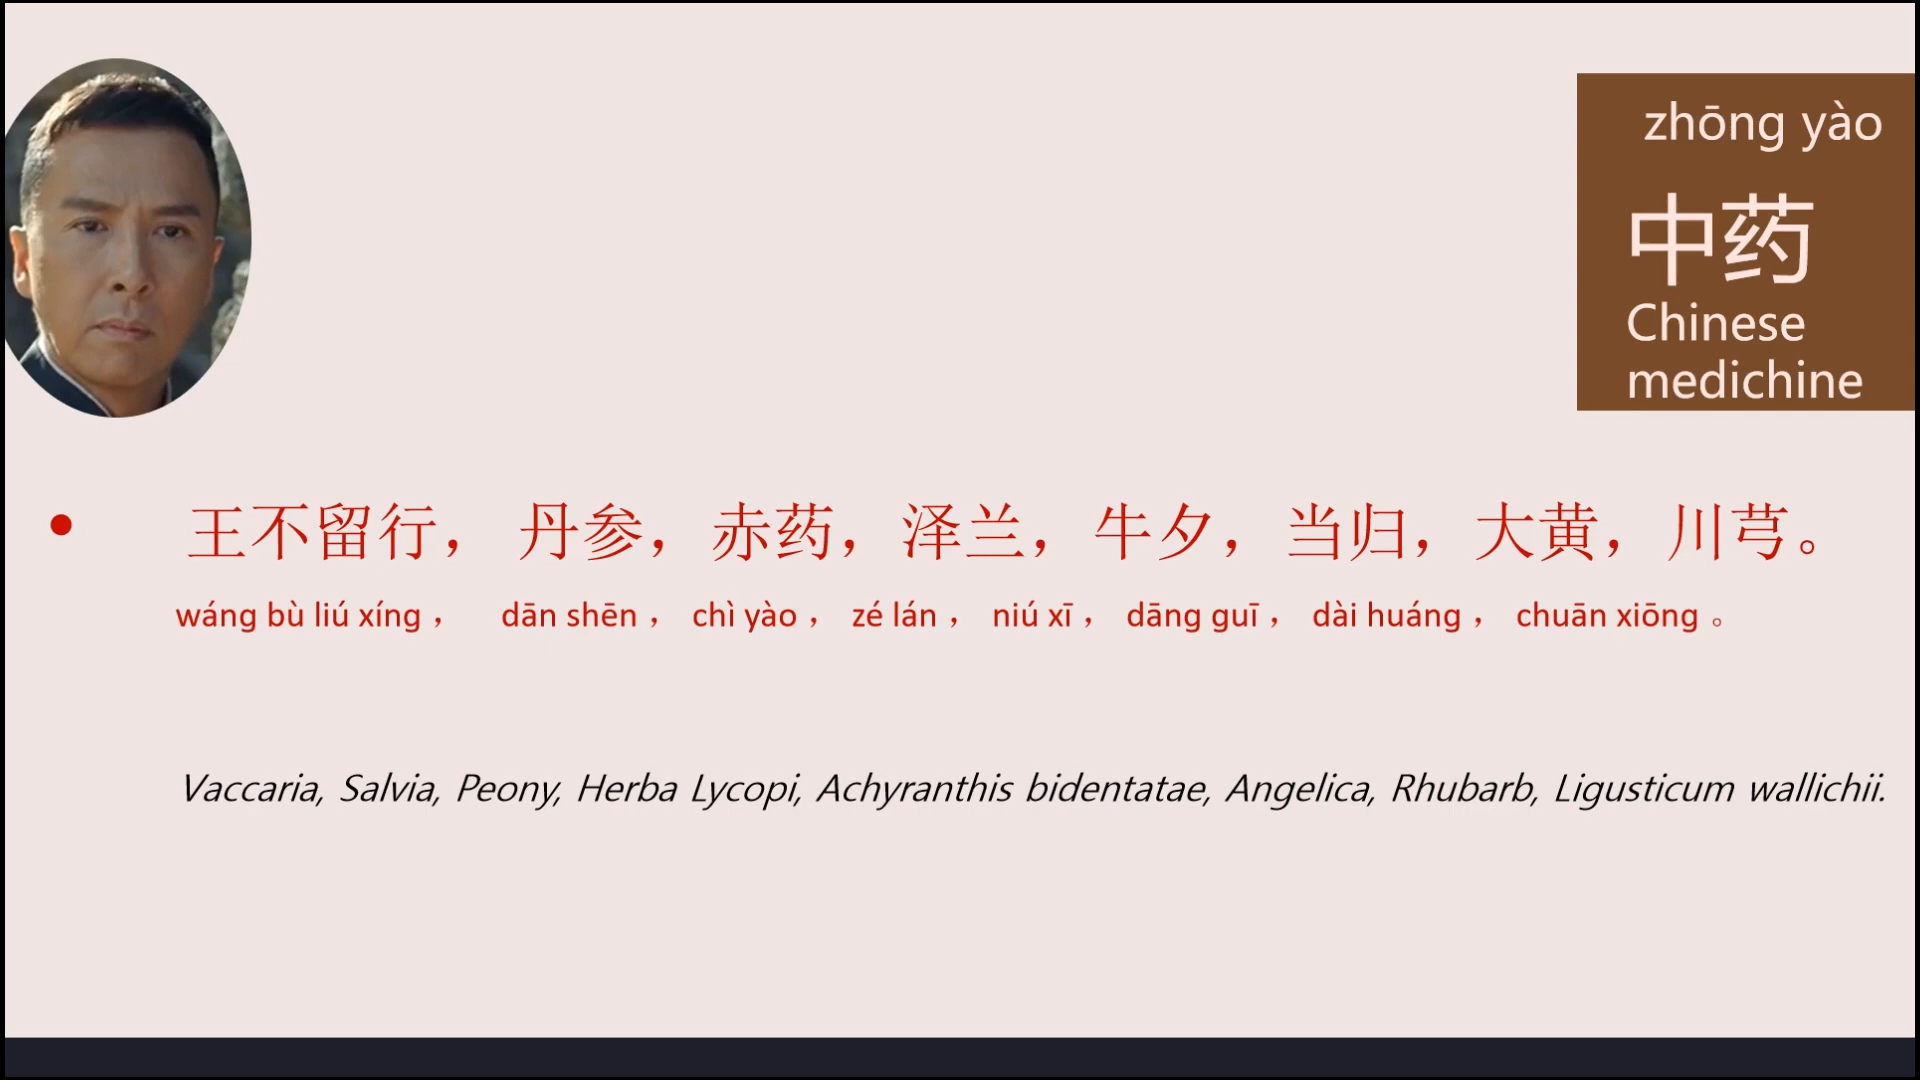 zhōng yào
中药
Chinese
medichine
• 王不留行， 丹参，赤药，泽兰，牛夕，当归，大黄，川芎。
wáng bù liú xíng ， dān shēn ， chì yào ， zé lán ， niú xī ， dāng guī ， dài huáng ， chuān xiōng 。
Vaccaria, Salvia, Peony, Herba Lycopi, Achyranthis bidentatae, Angelica, Rhubarb, Ligusticum wallichii.